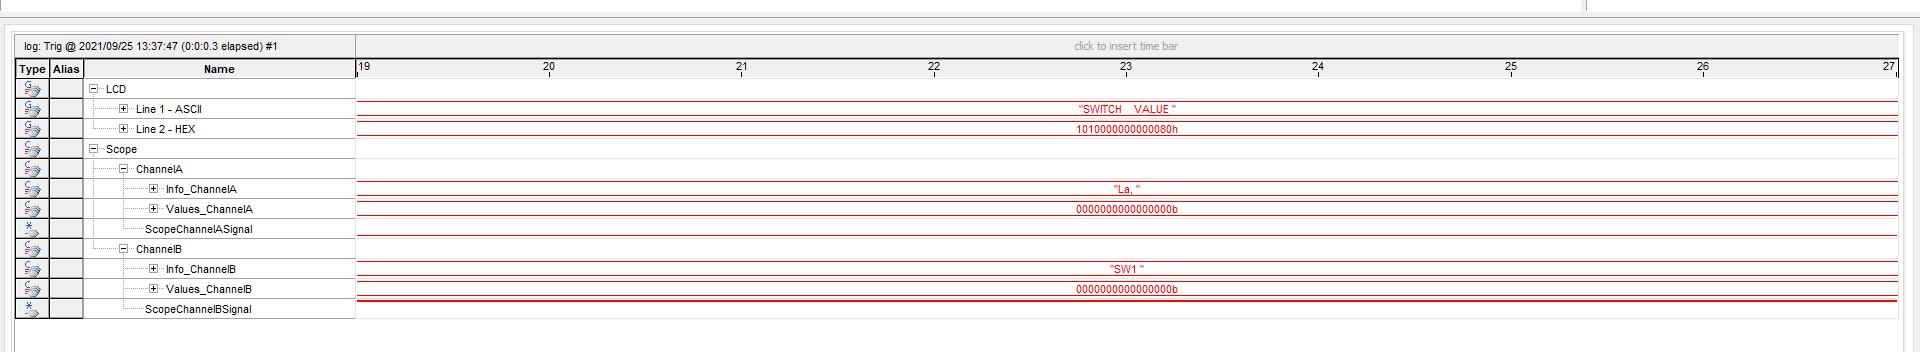 log: Trig @ 2021/09/25 13:37:47 (0:0:0.3 elapsed) #1 click to insert time bar
Type Alias Name 19 20 21 22 23 24 25 26 27
LCD
Line 1 - ASCII "SWITCH VALUE "
Line 2 - HEX 1010000000000080h
Scope
ChannelA
Info_ChannelA "La, "
Values_ChannelA 0000000000000000b
ScopeChannelASignal
ChannelB
Info_ChannelB "SW1 "
Values_ChannelB 0000000000000000b
ScopeChannelBSignal